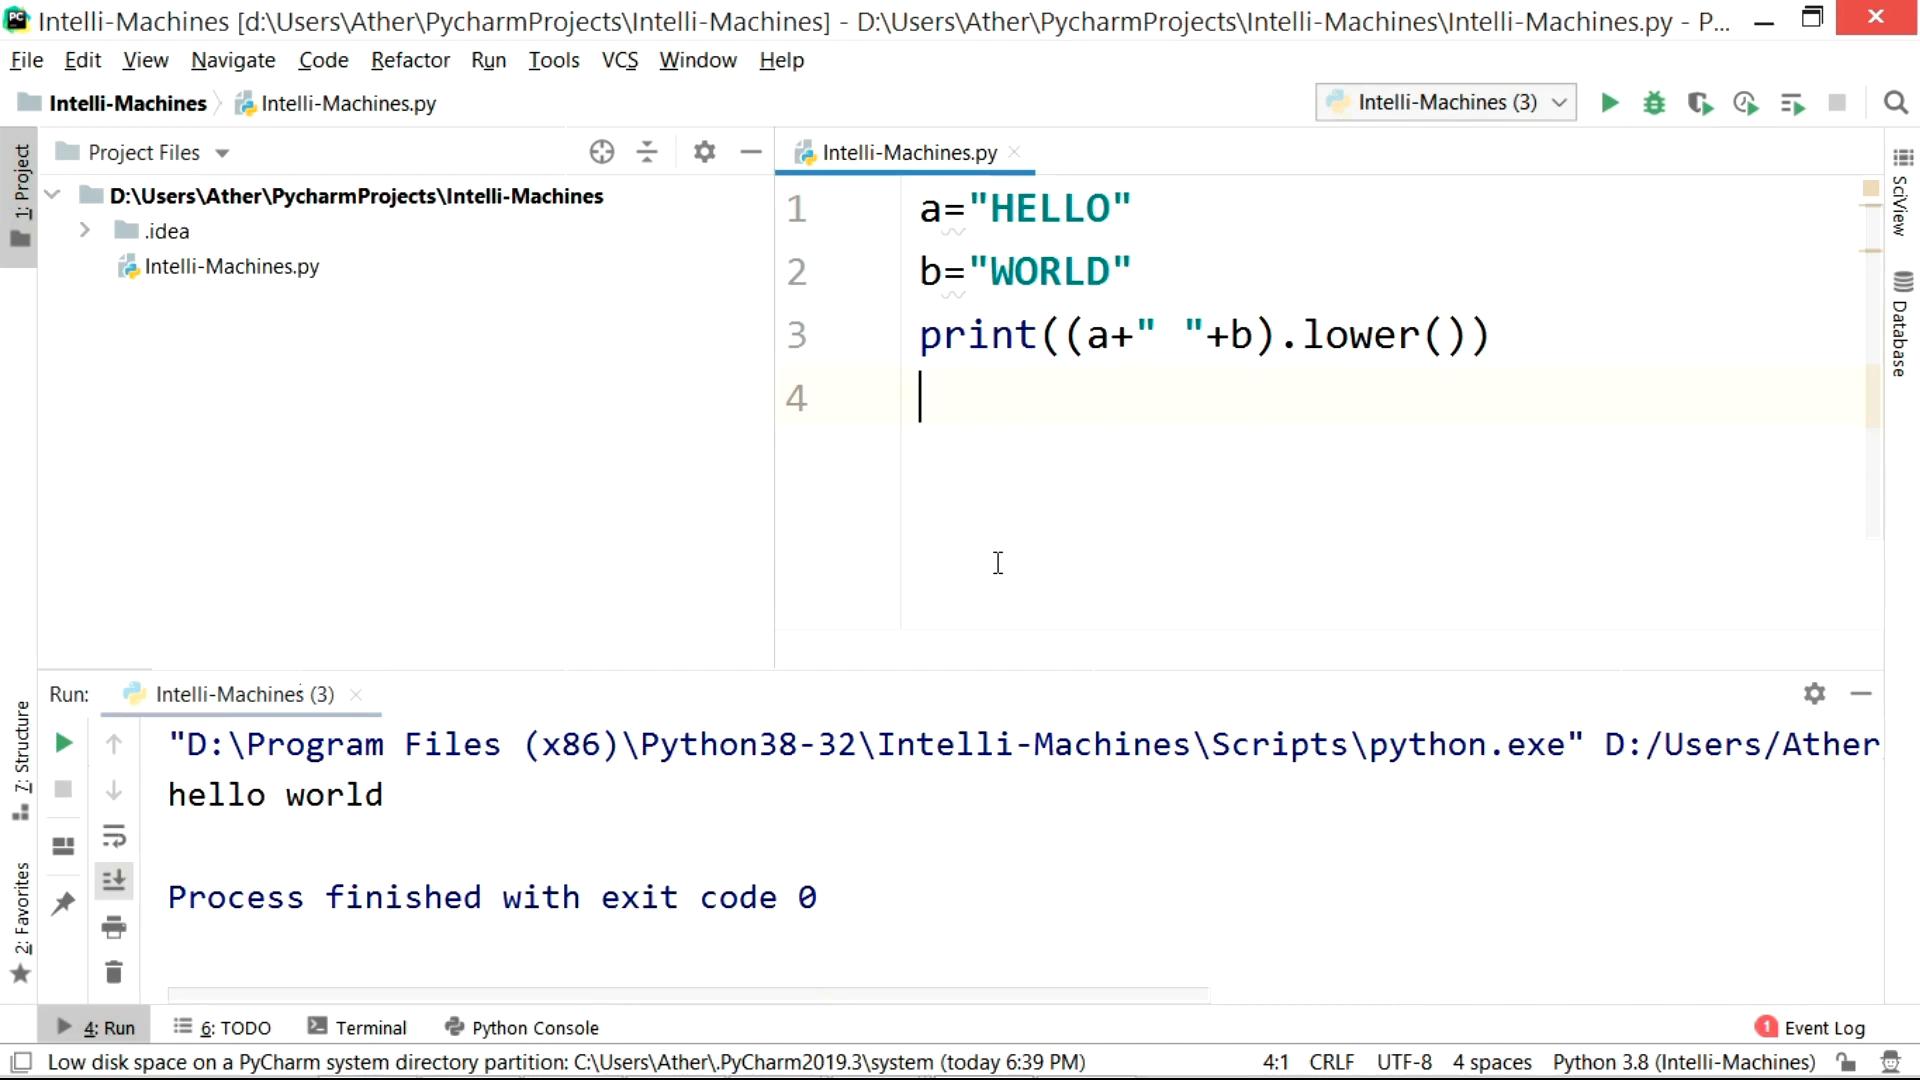 Intelli-Machines [d:\Users\Ather\PycharmProjects\Intelli-Machines] - D:\Users\Ather\PycharmProjects\Intelli-Machines\Intelli-Machines.py - P...
File Edit View Navigate Code Refactor Run Tools VCS Window Help
Intelli-Machines Intelli-Machines.py
Intelli-Machines (3)
1: Project
Project Files
D:\Users\Ather\PycharmProjects\Intelli-Machines
.idea
Intelli-Machines.py
Intelli-Machines.py
1 a="HELLO"
2 b="WORLD"
3 print((a+" "+b).lower())
4
SciView
Database
7: Structure
2: Favorites
Run: Intelli-Machines (3)
"D:\Program Files (x86)\Python38-32\Intelli-Machines\Scripts\python.exe" D:/Users/Ather
hello world
Process finished with exit code 0
4: Run 6: TODO Terminal Python Console 1 Event Log
Low disk space on a PyCharm system directory partition: C:\Users\Ather\.PyCharm2019.3\system (today 6:39 PM) 4:1 CRLF UTF-8 4 spaces Python 3.8 (Intelli-Machines)